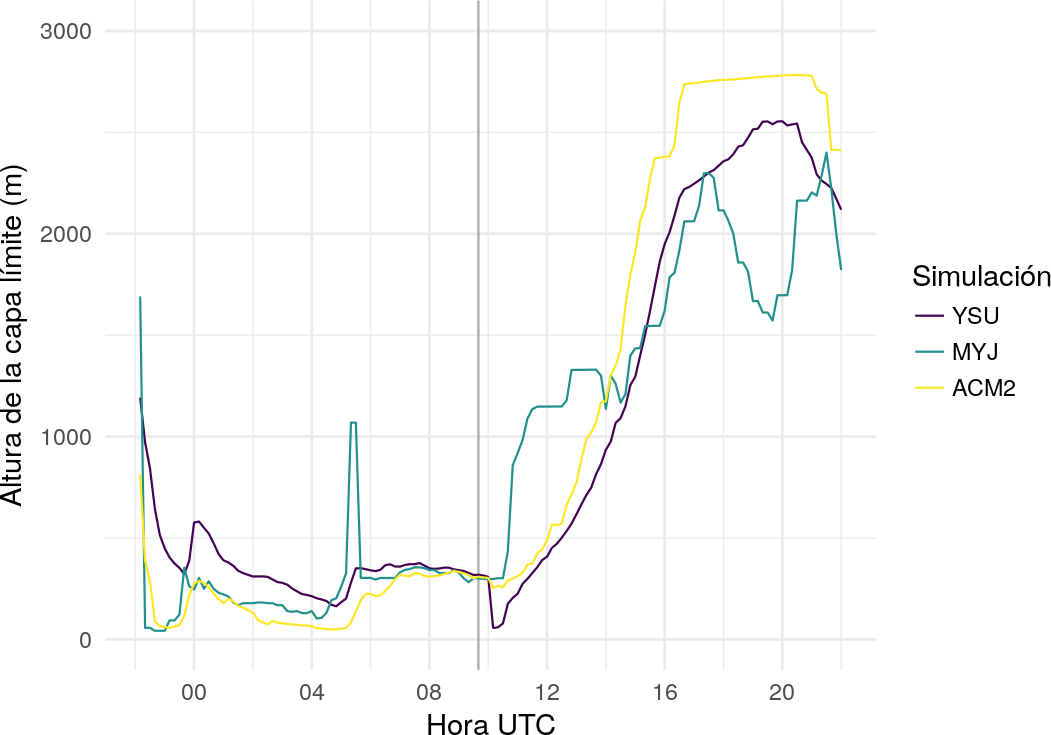 3000
2000
1000
0
Altura de la capa límite (m)
00 04 08 12 16 20
Hora UTC
Simulación
YSU
MYJ
ACM2